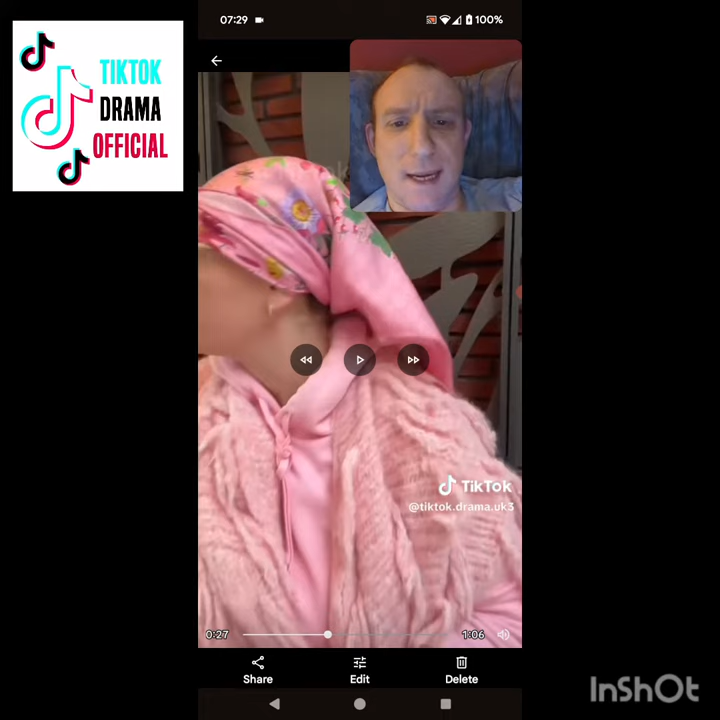 07:29
100%
TIKTOK
DRAMA
OFFICIAL
TikTok
@tiktok.drama.uk3
0:27
1:06
Share
Edit
Delete
InShOt